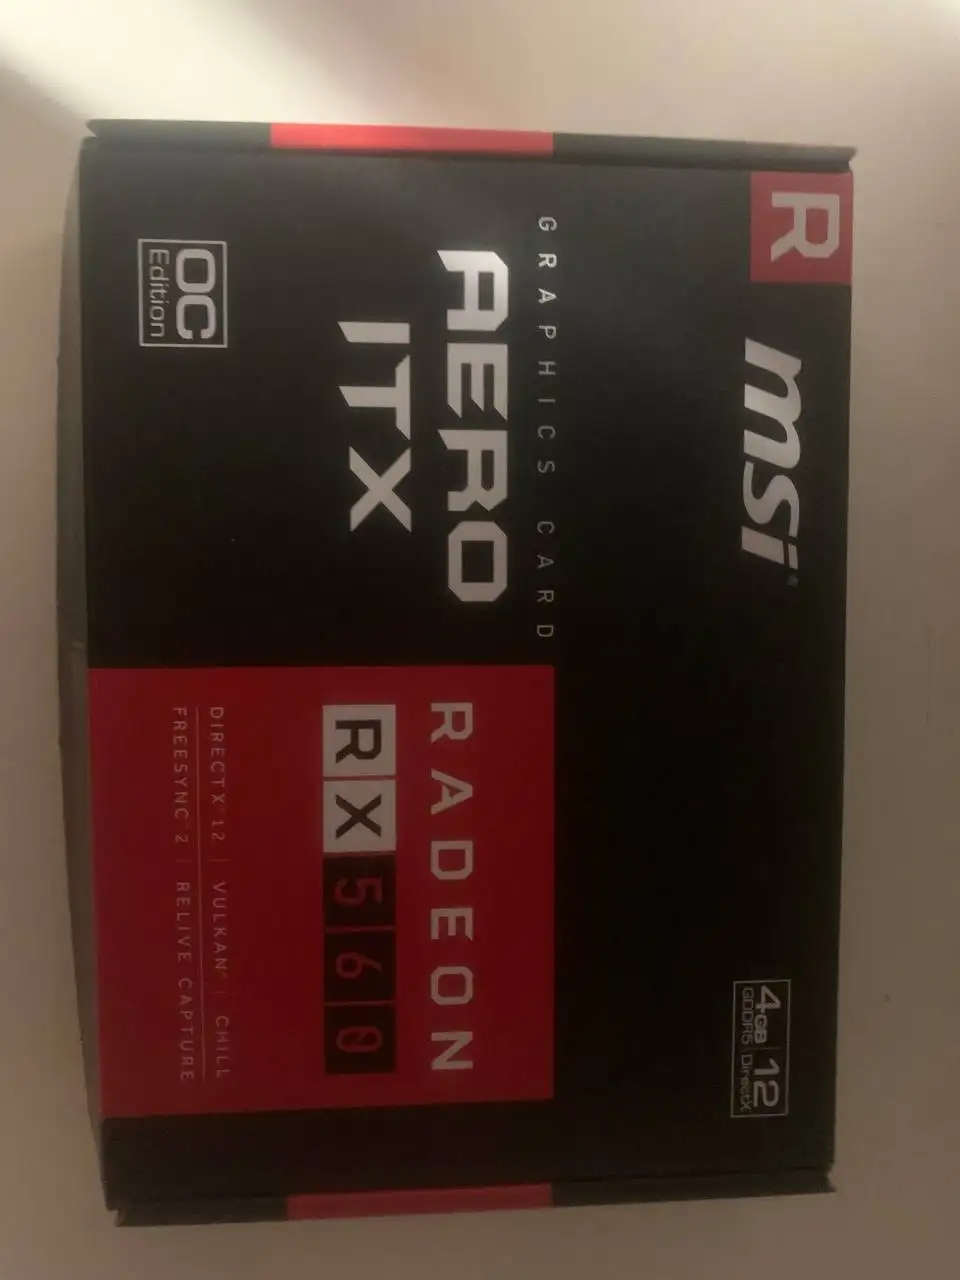 R
msi
4GB GDDR5
12 DirectX
GRAPHICS CARD
AERO
ITX
OC
Edition
RADEON
RX 560
DIRECTX® 12 | VULKAN® | CHILL
FREESYNC 2 | RELIVE CAPTURE